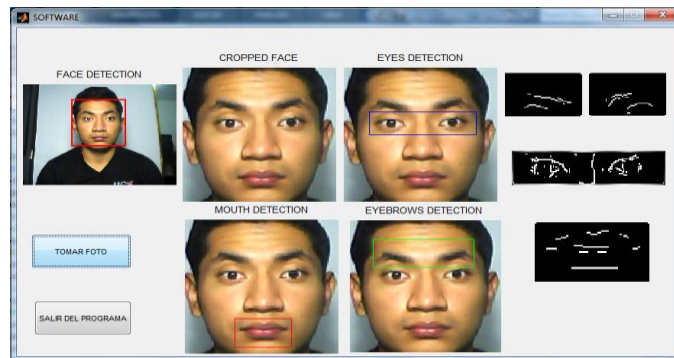 SOFTWARE
CROPPED FACE
EYES DETECTION
FACE DETECTION
MOUTH DETECTION
EYEBROWS DETECTION
TOMAR FOTO
SALIR DEL PROGRAMA